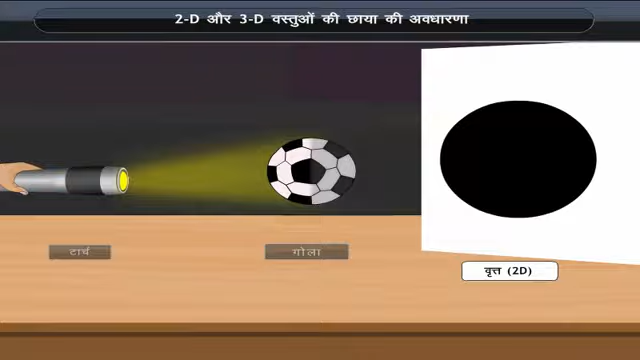 2-D और 3-D वस्तुओं की छाया की अवधारणा
टार्च
गोला
वृत्त (2D)